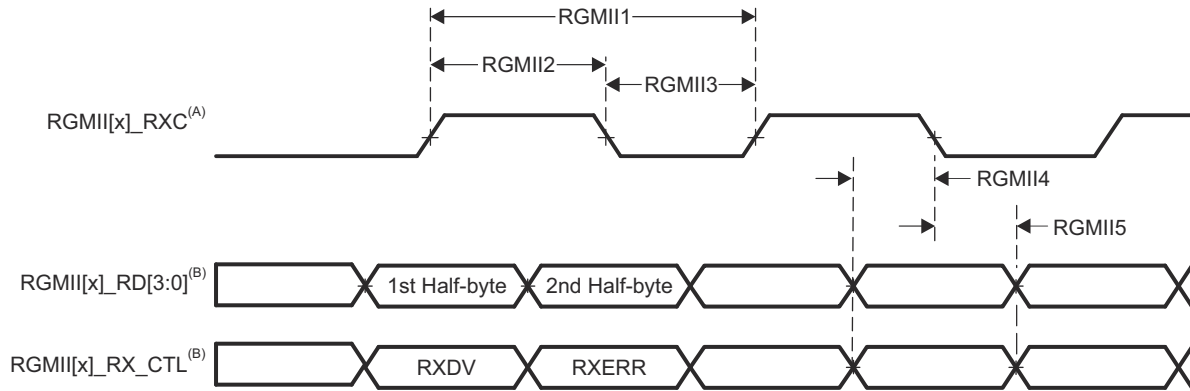 RGMII1
RGMII2
RGMII3
RGMII[x]_RXC(A)
RGMII4
RGMII5
RGMII[x]_RD[3:0](B)
1st Half-byte
2nd Half-byte
RGMII[x]_RX_CTL(B)
RXDV
RXERR